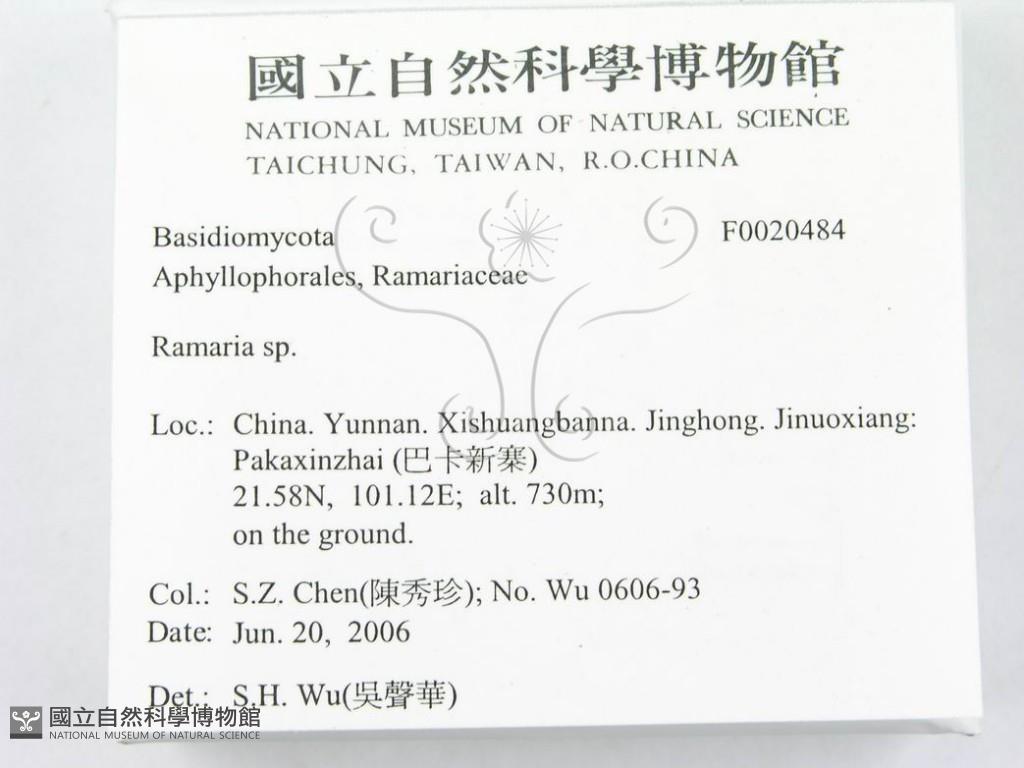 國立自然科學博物館
NATIONAL MUSEUM OF NATURAL SCIENCE
TAICHUNG, TAIWAN, R.O.CHINA
Basidiomycota F0020484
Aphyllophorales, Ramariaceae
Ramaria sp.
Loc.: China. Yunnan. Xishuangbanna. Jinghong. Jinuoxiang:
Pakaxinzhai (巴卡新寨)
21.58N, 101.12E; alt. 730m;
on the ground.
Col.: S.Z. Chen(陳秀珍); No. Wu 0606-93
Date: Jun. 20, 2006
Det.: S.H. Wu(吳聲華)
國立自然科學博物館
NATIONAL MUSEUM OF NATURAL SCIENCE